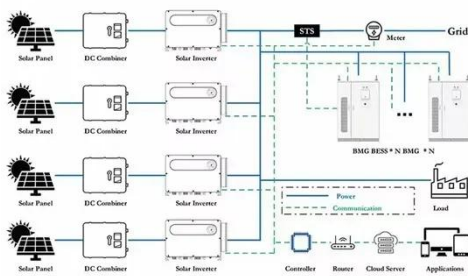 STS
Meter
Grid
Solar Panel
DC Combiner
Solar Inverter
Solar Panel
DC Combiner
Solar Inverter
BMG BESS * N BMG * N
Solar Panel
DC Combiner
Solar Inverter
Power
Communication
Load
Solar Panel
DC Combiner
Solar Inverter
Controller
Router
Cloud Server
Applications